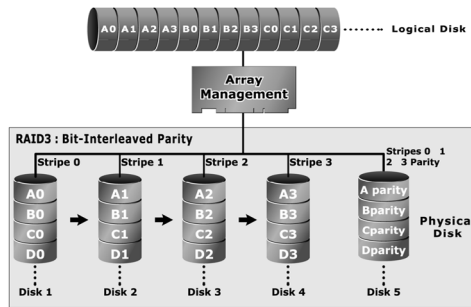 A0 A1 A2 A3 B0 B1 B2 B3 C0 C1 C2 C3
Logical Disk
Array
Management
RAID3 : Bit-Interleaved Parity
Stripe 0 Stripe 1 Stripe 2 Stripe 3
Stripes 0 1
2 3 Parity
A0 A1 A2 A3 A parity
B0 B1 B2 B3 Bparity
C0 C1 C2 C3 Cparity
D0 D1 D2 D3 Dparity
Physical
Disk
Disk 1 Disk 2 Disk 3 Disk 4 Disk 5